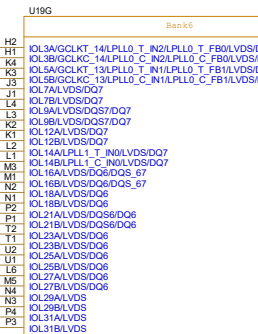 U19G
Bank6
H2 IOL3A/GCLKT_14/LPLL0_T_IN2/LPLL0_T_FB0/LVDS/
H1 IOL3B/GCLKC_14/LPLL0_C_IN2/LPLL0_C_FB0/LVDS/
K4 IOL5A/GCLKT_13/LPLL0_T_IN1/LPLL0_T_FB1/LVDS/
K3 IOL5B/GCLKC_13/LPLL0_C_IN1/LPLL0_C_FB1/LVDS/
J3 IOL7A/LVDS/DQ7
J1 IOL7B/LVDS/DQ7
L4 IOL9A/LVDS/DQS7/DQ7
L3 IOL9B/LVDS/DQS7/DQ7
K2 IOL12A/LVDS/DQ7
K1 IOL12B/LVDS/DQ7
L2 IOL14A/LPLL1_T_IN0/LVDS/DQ7
L1 IOL14B/LPLL1_C_IN0/LVDS/DQ7
M3 IOL16A/LVDS/DQ6/DQS_67
M1 IOL16B/LVDS/DQ6/DQS_67
N2 IOL18A/LVDS/DQ6
N1 IOL18B/LVDS/DQ6
P2 IOL21A/LVDS/DQS6/DQ6
P1 IOL21B/LVDS/DQS6/DQ6
T2 IOL23A/LVDS/DQ6
T1 IOL23B/LVDS/DQ6
U2 IOL25A/LVDS/DQ6
U1 IOL25B/LVDS/DQ6
L6 IOL27A/LVDS/DQ6
M5 IOL27B/LVDS/DQ6
N4 IOL29A/LVDS
N3 IOL29B/LVDS
P4 IOL31A/LVDS
P3 IOL31B/LVDS